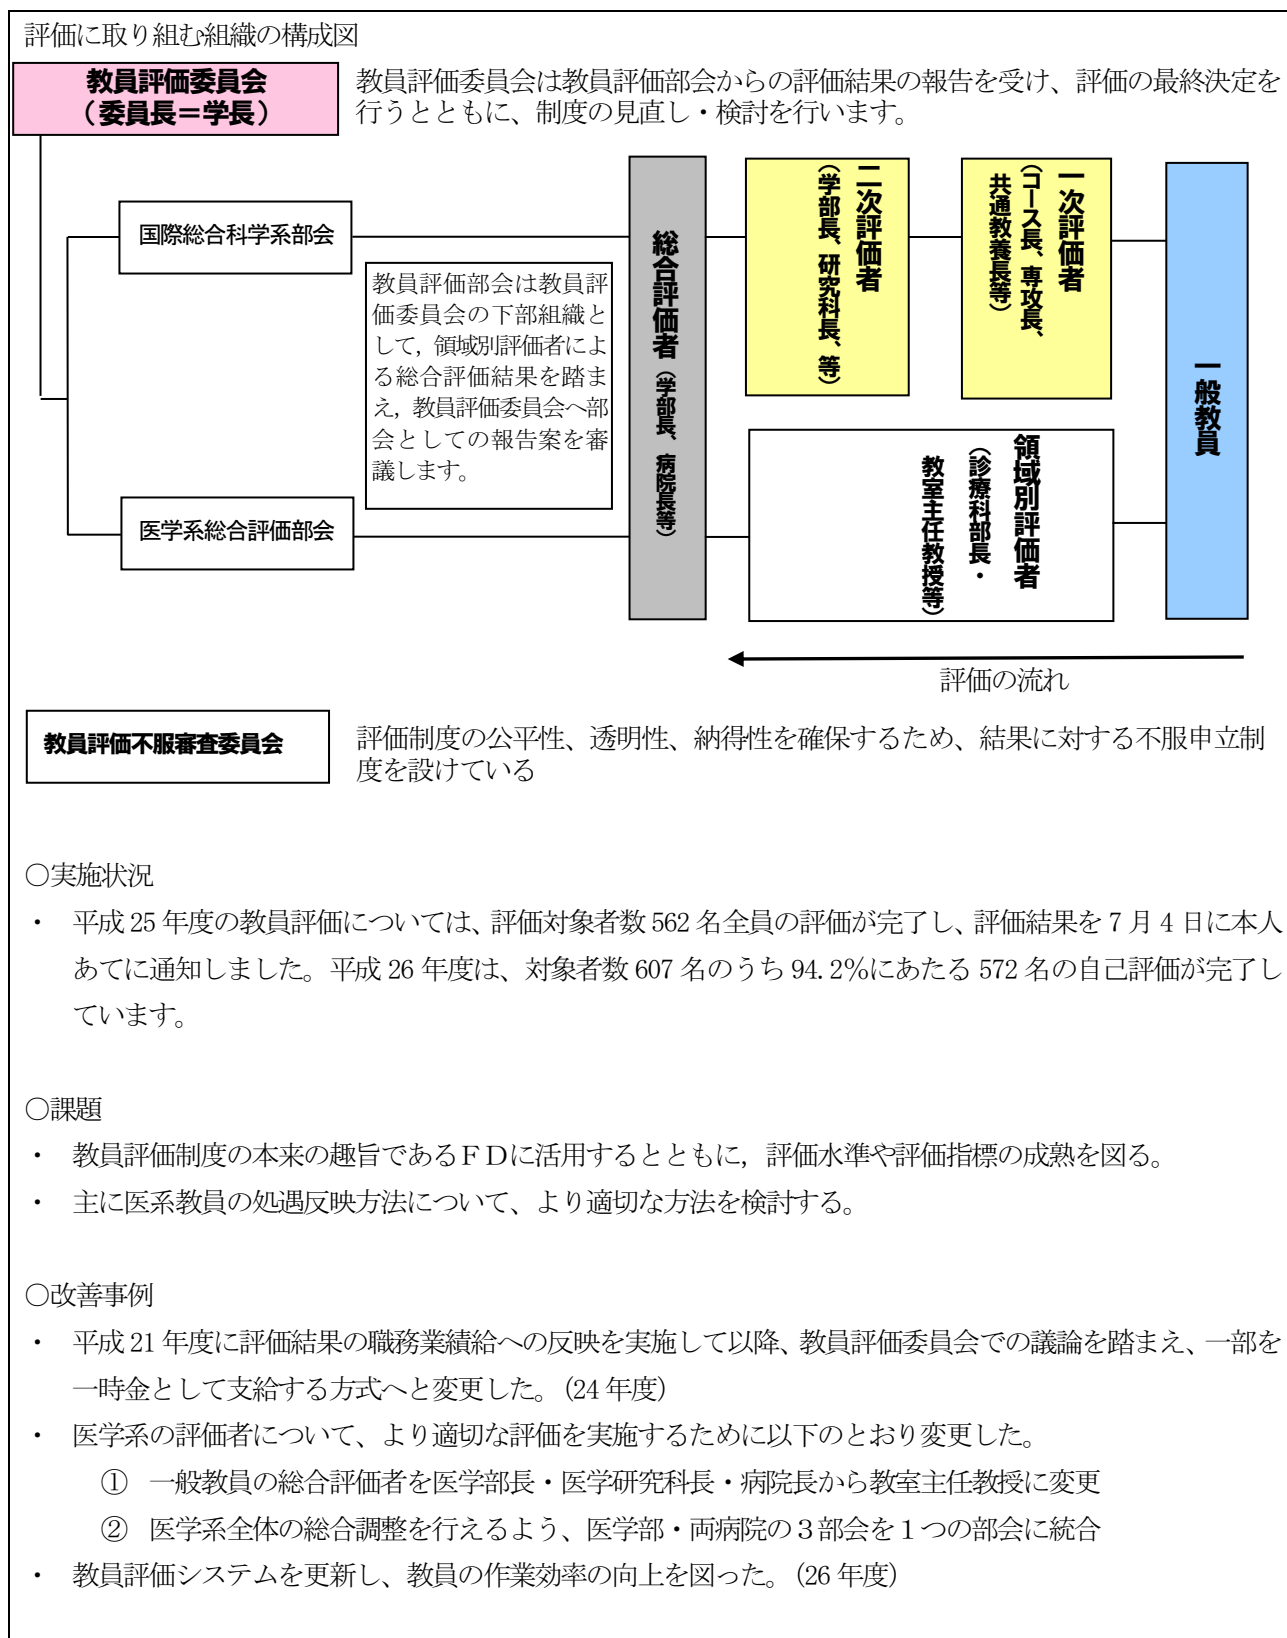 評価に取り組む組織の構成図
教員評価委員会
（委員長＝学長）
教員評価委員会は教員評価部会からの評価結果の報告を受け、評価の最終決定を
行うとともに、制度の見直し・検討を行います。
国際総合科学系部会
医学系総合評価部会
教員評価部会は教員評
価委員会の下部組織と
して，領域別評価者によ
る総合評価結果を踏ま
え，教員評価委員会へ部
会としての報告案を審
議します。
総合評価者（学部長、病院長等）
二次評価者
（学部長、研究科長、等）
一次評価者
（コース長、専攻長、
共通教養長等）
領域別評価者
（診療科部長・
教室主任教授等）
一般教員
評価の流れ
教員評価不服審査委員会
評価制度の公平性、透明性、納得性を確保するため、結果に対する不服申立制
度を設けている
○実施状況
・ 平成 25 年度の教員評価については、評価対象者数 562 名全員の評価が完了し、評価結果を 7 月 4 日に本人
あてに通知しました。平成 26 年度は、対象者数 607 名のうち 94.2％にあたる 572 名の自己評価が完了し
ています。
○課題
・ 教員評価制度の本来の趣旨であるＦＤに活用するとともに，評価水準や評価指標の成熟を図る。
・ 主に医系教員の処遇反映方法について、より適切な方法を検討する。
○改善事例
・ 平成 21 年度に評価結果の職務業績給への反映を実施して以降、教員評価委員会での議論を踏まえ、一部を
一時金として支給する方式へと変更した。（24 年度）
・ 医学系の評価者について、より適切な評価を実施するために以下のとおり変更した。
① 一般教員の総合評価者を医学部長・医学研究科長・病院長から教室主任教授に変更
② 医学系全体の総合調整を行えるよう、医学部・両病院の３部会を１つの部会に統合
・ 教員評価システムを更新し、教員の作業効率の向上を図った。（26 年度）